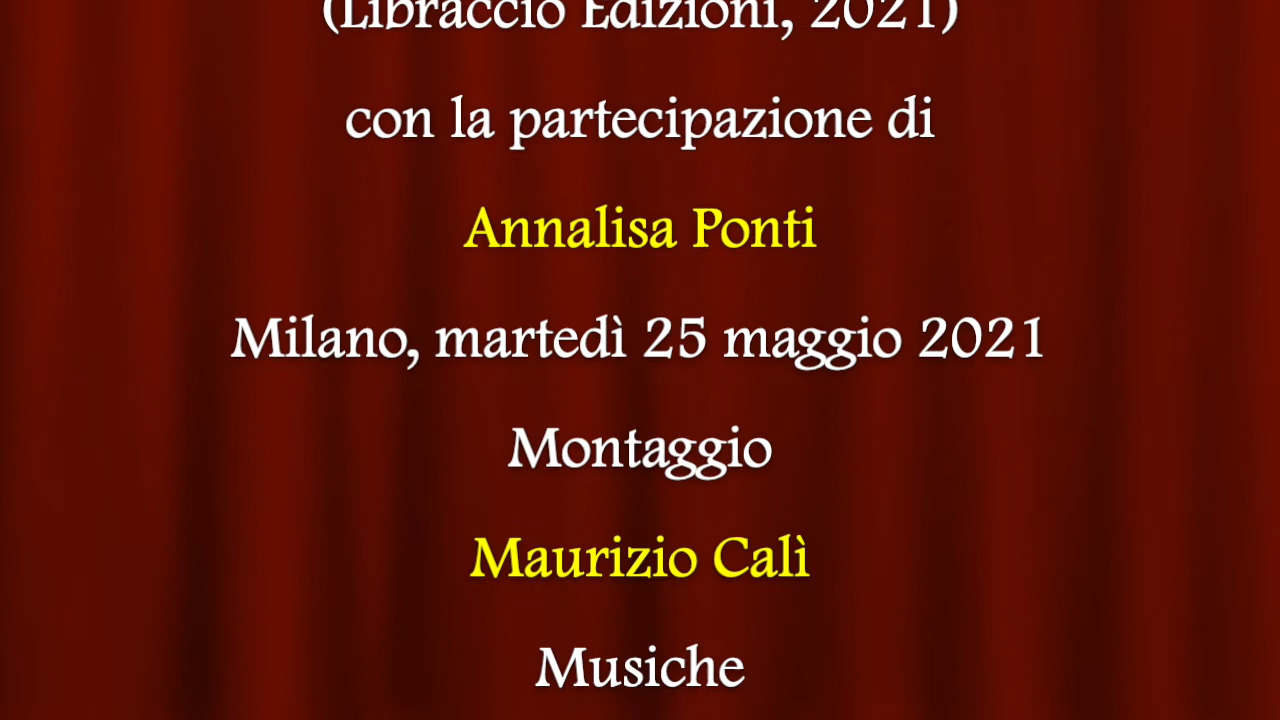 (Libraccio Edizioni, 2021)
con la partecipazione di
Annalisa Ponti
Milano, martedì 25 maggio 2021
Montaggio
Maurizio Calì
Musiche